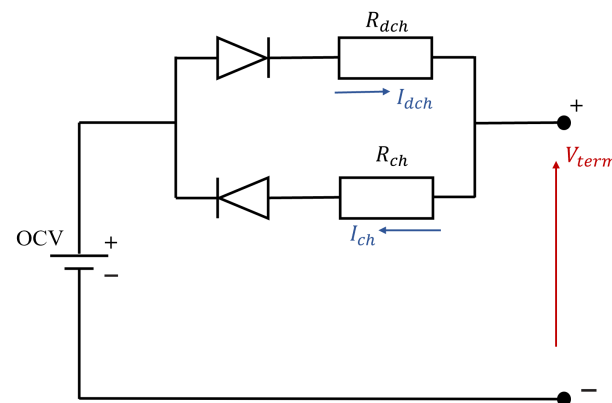 R_dch
I_dch
+
R_ch
V_term
I_ch
OCV
+
−
−